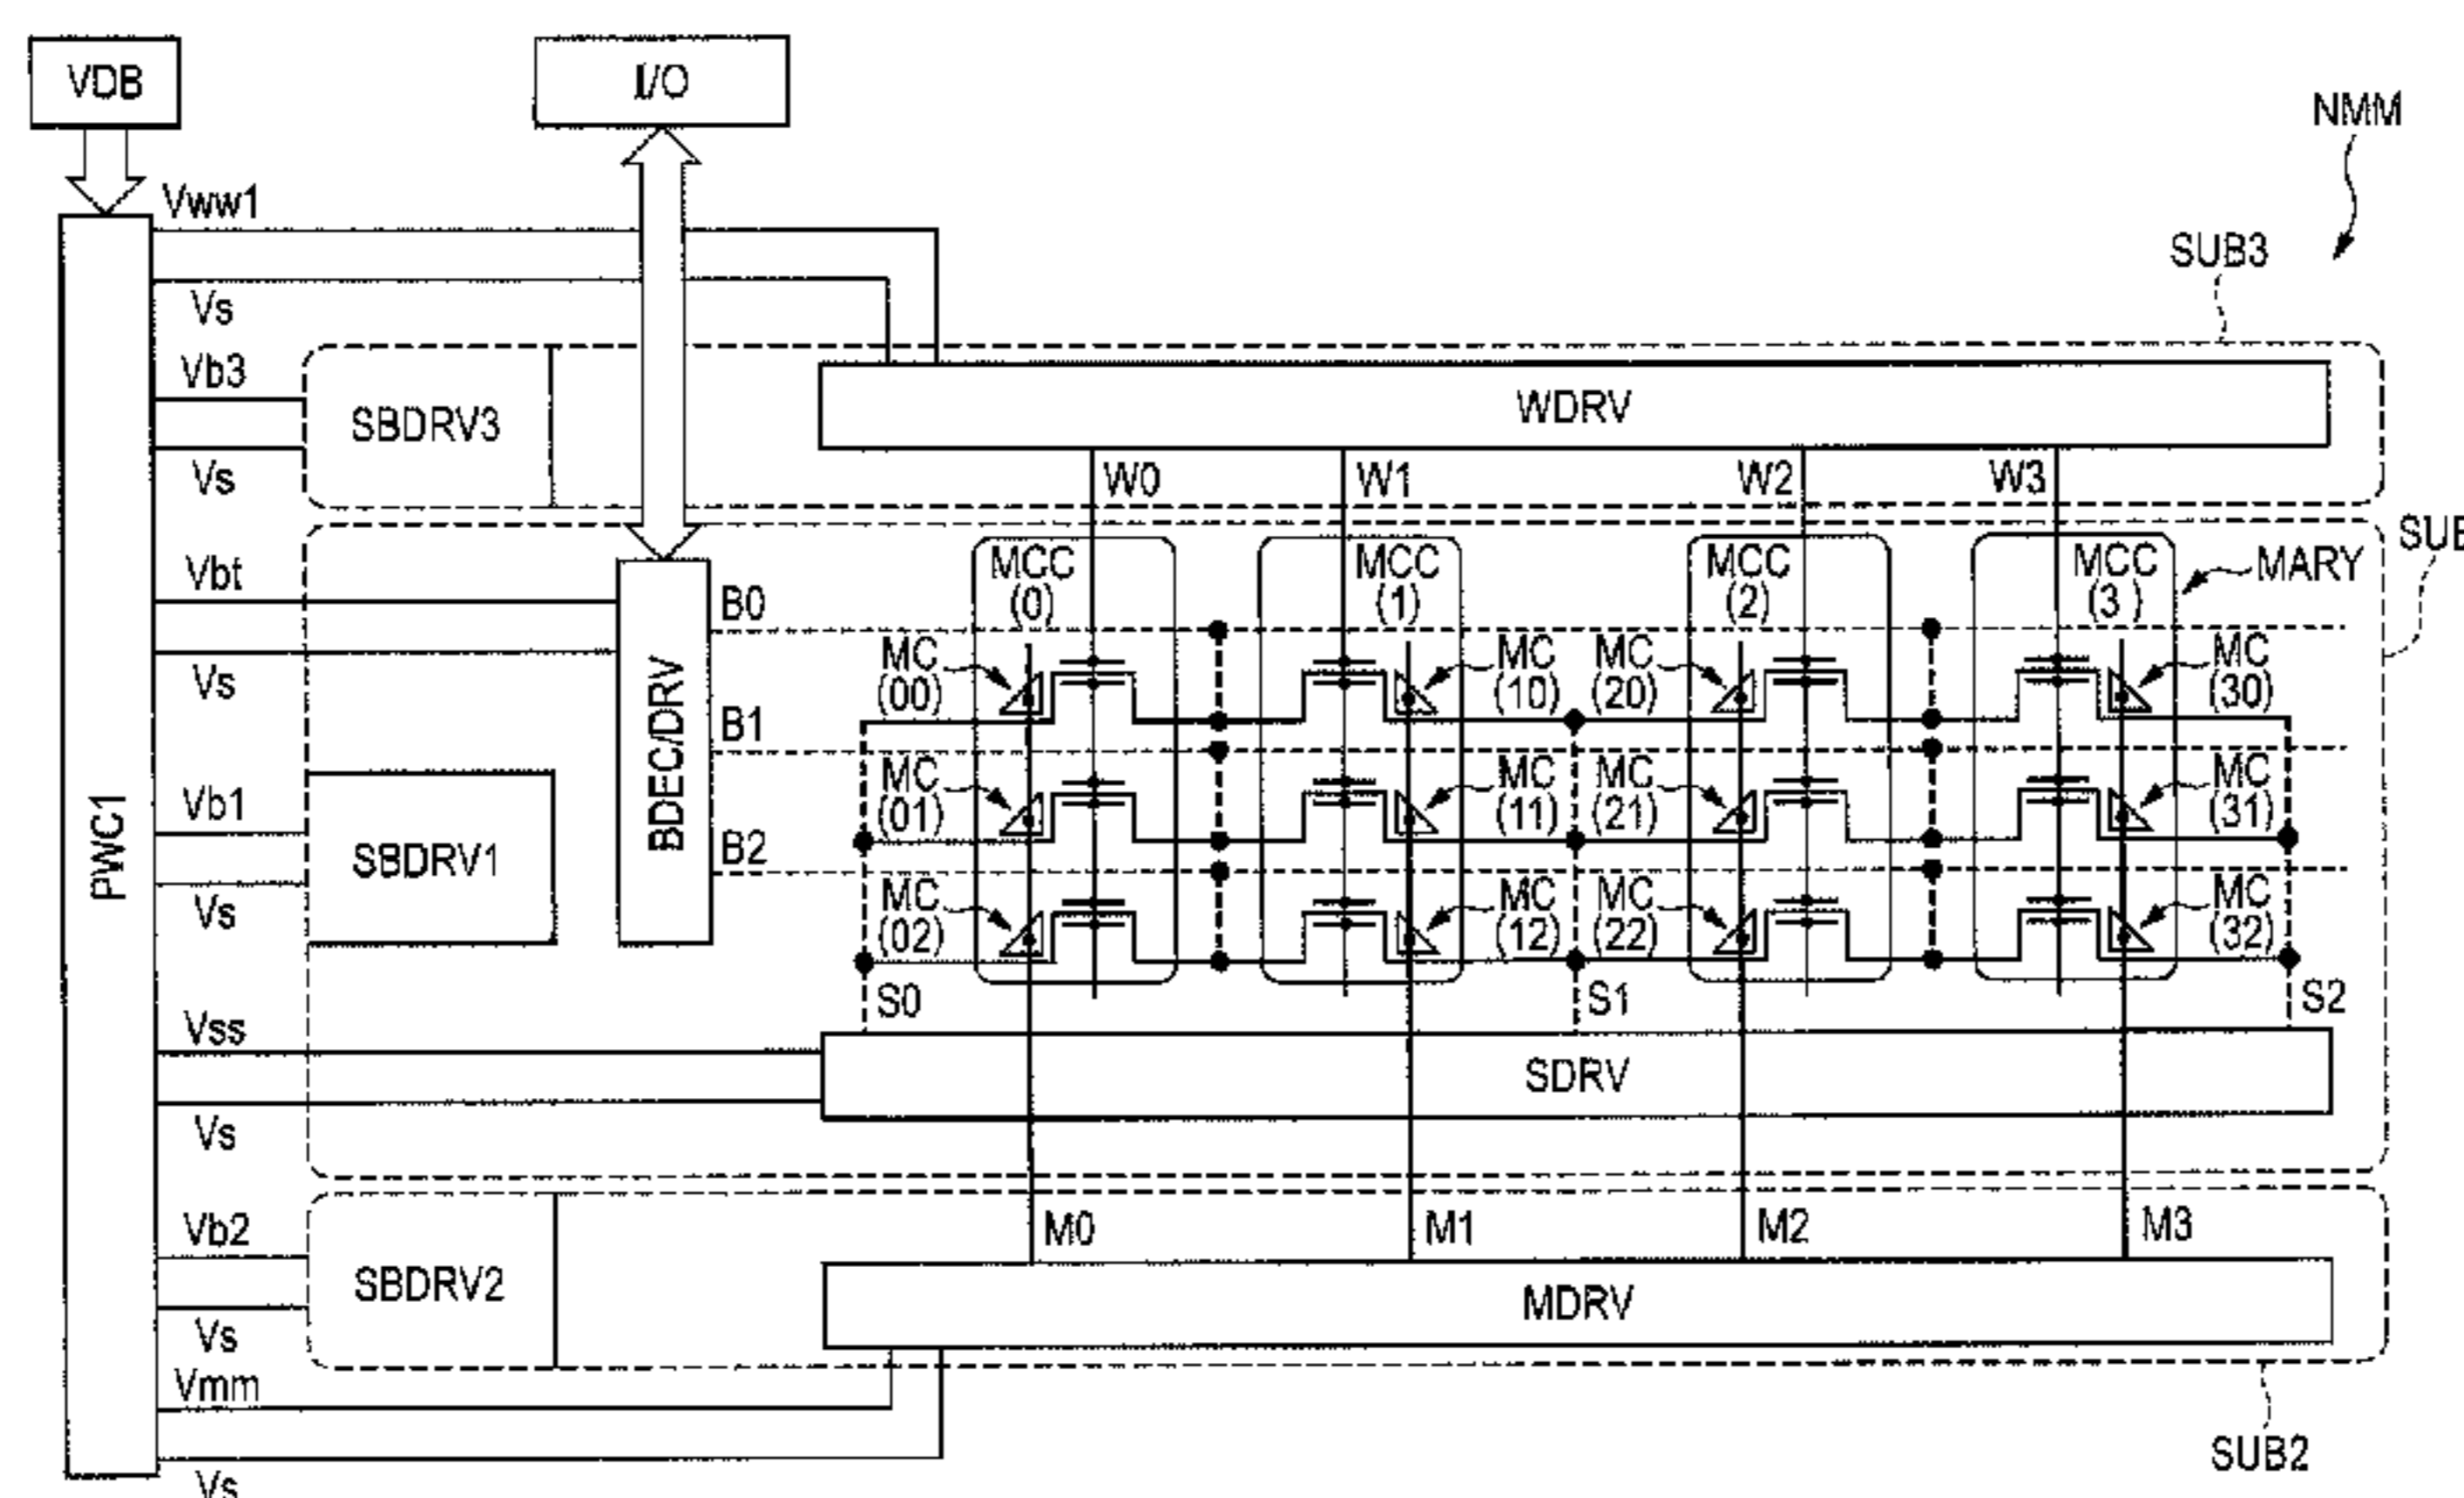 VDB
I/O
NMM
Vww1
SUB3
Vs
Vb3
SBDRV3
WDRV
Vs
W0
W1
W2
W3
SUB
Vbt
MCC
(0)
MCC
(1)
MCC
(2)
MCC
(3)
MARY
B0
Vs
MC
(00)
MC
(10)
MC
(20)
MC
(30)
BDEC/DRV
B1
MC
(01)
MC
(11)
MC
(21)
MC
(31)
Vb1
PWC1
SBDRV1
B2
Vs
MC
(02)
MC
(12)
MC
(22)
MC
(32)
S0
S1
S2
Vss
SDRV
Vs
Vb2
M0
M1
M2
M3
SBDRV2
MDRV
Vs
Vmm
SUB2
Vs